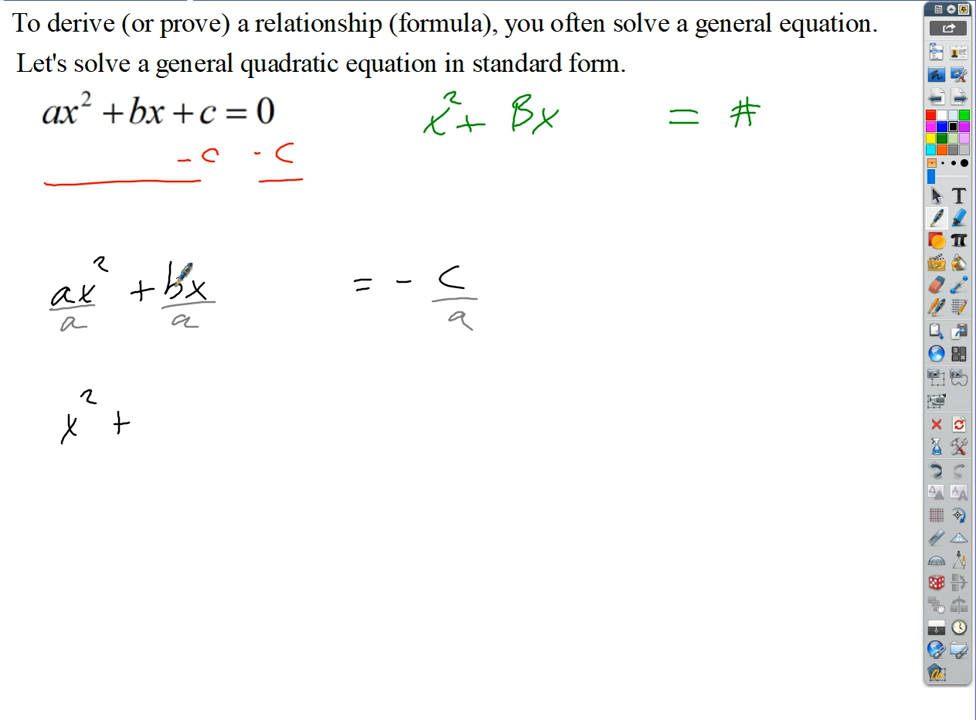 To derive (or prove) a relationship (formula), you often solve a general equation.
Let's solve a general quadratic equation in standard form.
ax² + bx + c = 0
x² + Bx = #
- c - c
ax² + bx = - c
a a a
x² +
T
π
A AA